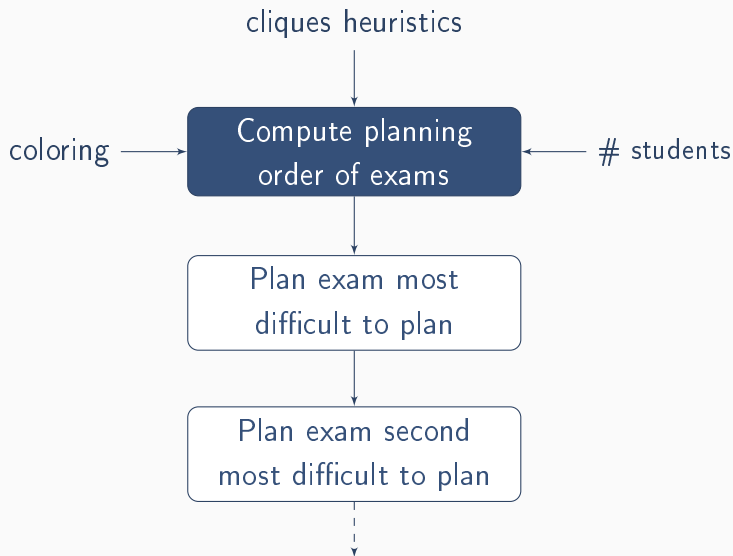 cliques heuristics
coloring
Compute planning
order of exams
# students
Plan exam most
difficult to plan
Plan exam second
most difficult to plan